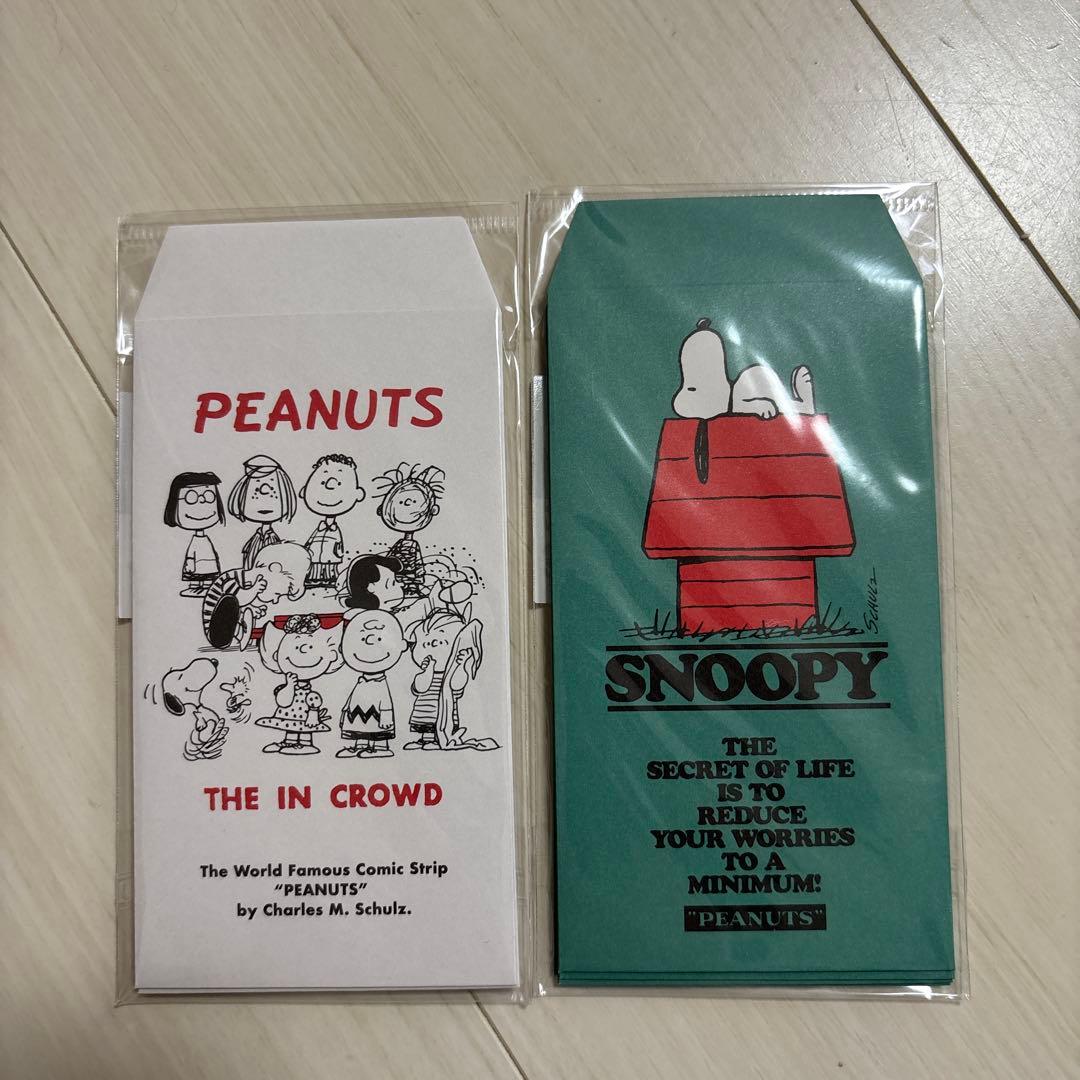 PEANUTS
THE IN CROWD
The World Famous Comic Strip
"PEANUTS"
by Charles M. Schulz.
SCHULZ
SNOOPY
THE
SECRET OF LIFE
IS TO
REDUCE
YOUR WORRIES
TO A
MINIMUM!
"PEANUTS"